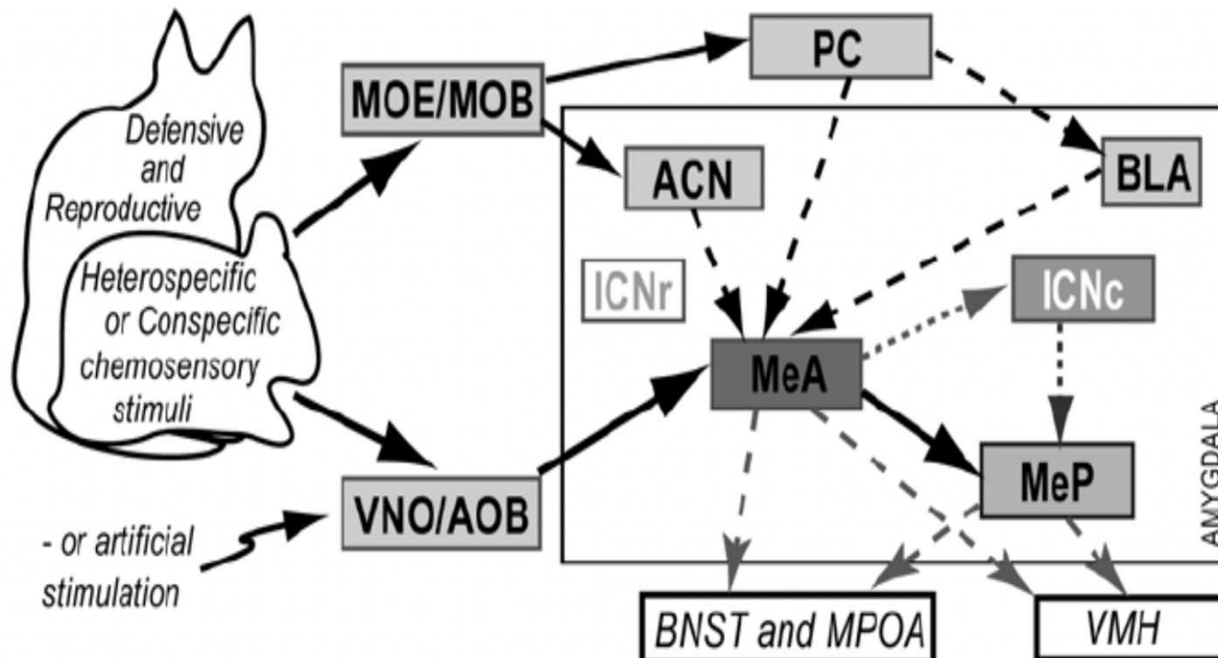 Defensive
and
Reproductive
Heterospecific
or Conspecific
chemosensory
stimuli
- or artificial
stimulation
MOE/MOB
VNO/AOB
PC
ACN
BLA
ICNr
ICNc
MeA
MeP
AMYGDALA
BNST and MPOA
VMH